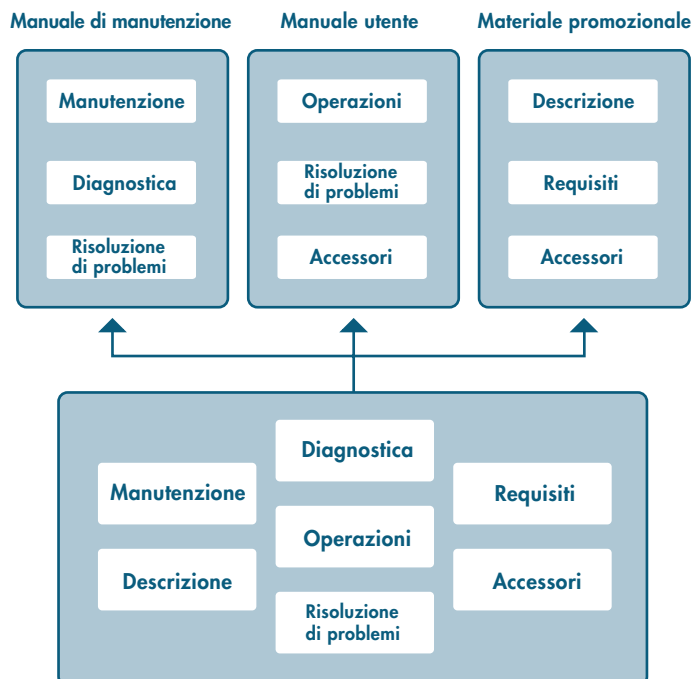 Manuale di manutenzione
Manuale utente
Materiale promozionale
Manutenzione
Diagnostica
Risoluzione
di problemi
Operazioni
Risoluzione
di problemi
Accessori
Descrizione
Requisiti
Accessori
Manutenzione
Descrizione
Diagnostica
Operazioni
Risoluzione
di problemi
Requisiti
Accessori